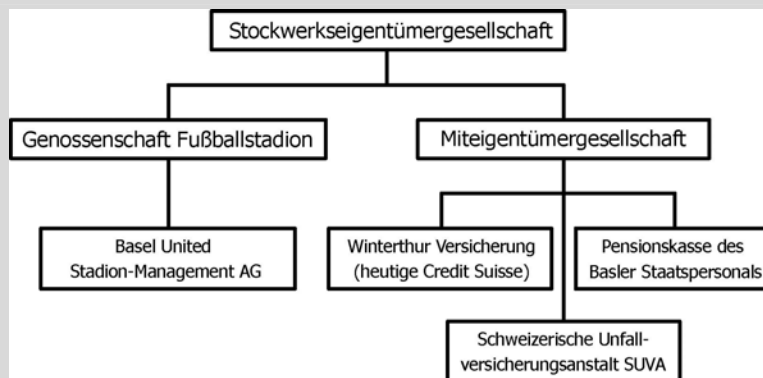 Stockwerkseigentümergesellschaft
Genossenschaft Fußballstadion
Miteigentümergesellschaft
Basel United
Stadion-Management AG
Winterthur Versicherung
(heutige Credit Suisse)
Pensionskasse des
Basler Staatspersonals
Schweizerische Unfall-
versicherungsanstalt SUVA